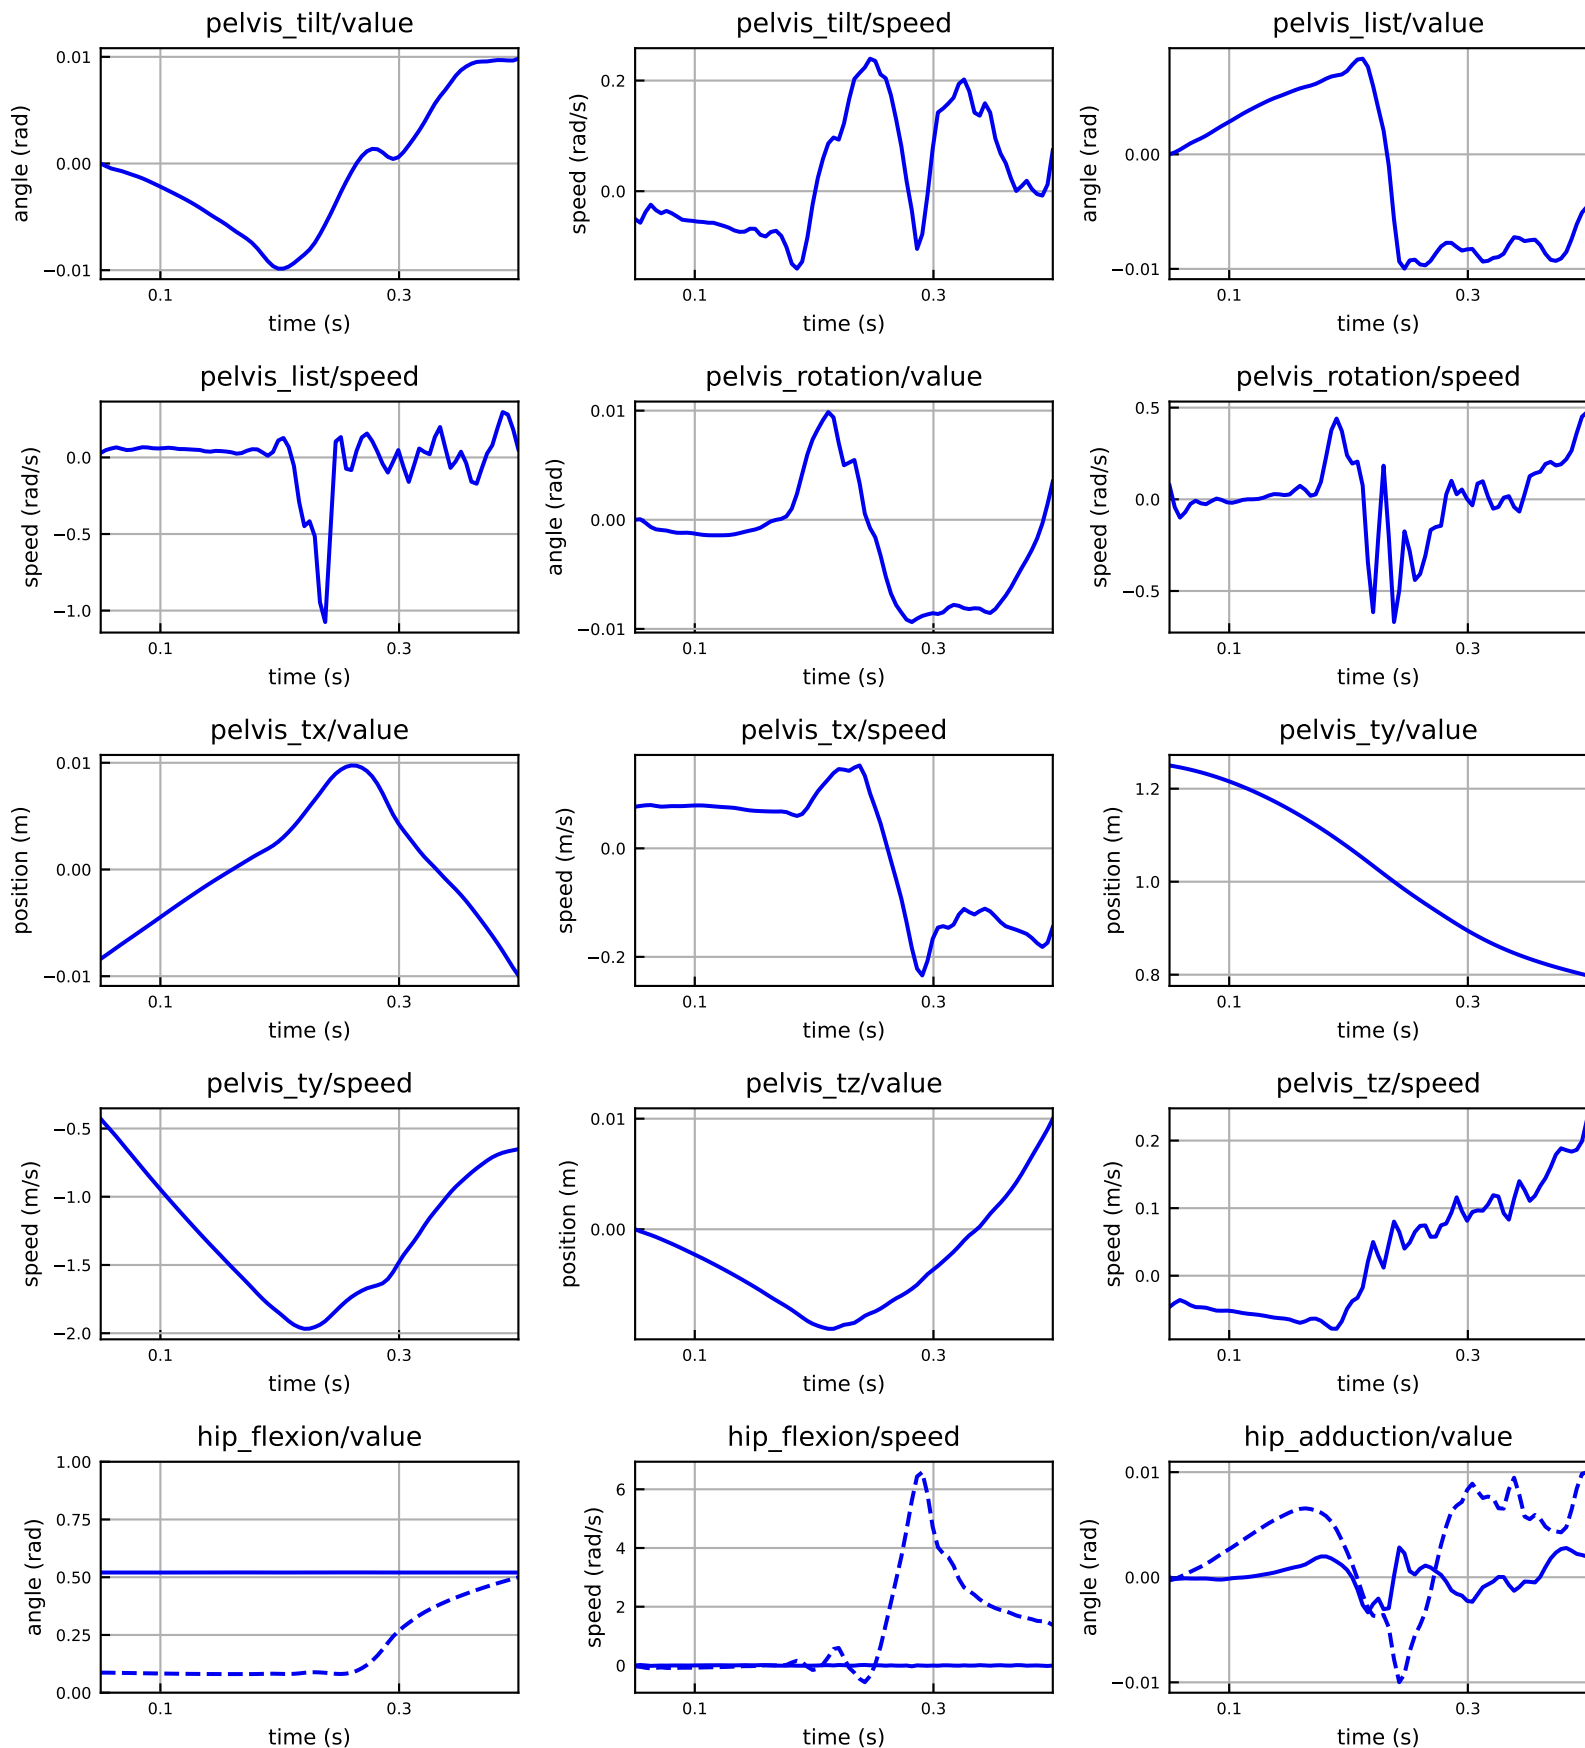 pelvis_tilt/value
angle (rad)
0.01
0.00
−0.01
0.1
0.3
time (s)
pelvis_tilt/speed
speed (rad/s)
0.2
0.0
0.1
0.3
time (s)
pelvis_list/value
angle (rad)
0.00
−0.01
0.1
0.3
time (s)
pelvis_list/speed
speed (rad/s)
0.0
−0.5
−1.0
0.1
0.3
time (s)
pelvis_rotation/value
angle (rad)
0.01
0.00
−0.01
0.1
0.3
time (s)
pelvis_rotation/speed
speed (rad/s)
0.5
0.0
−0.5
0.1
0.3
time (s)
pelvis_tx/value
position (m)
0.01
0.00
−0.01
0.1
0.3
time (s)
pelvis_tx/speed
speed (m/s)
0.0
−0.2
0.1
0.3
time (s)
pelvis_ty/value
position (m)
1.2
1.0
0.8
0.1
0.3
time (s)
pelvis_ty/speed
speed (m/s)
−0.5
−1.0
−1.5
−2.0
0.1
0.3
time (s)
pelvis_tz/value
position (m)
0.01
0.00
0.1
0.3
time (s)
pelvis_tz/speed
speed (m/s)
0.2
0.1
0.0
0.1
0.3
time (s)
hip_flexion/value
angle (rad)
1.00
0.75
0.50
0.25
0.00
0.1
0.3
time (s)
hip_flexion/speed
speed (rad/s)
6
4
2
0
0.1
0.3
time (s)
hip_adduction/value
angle (rad)
0.01
0.00
−0.01
0.1
0.3
time (s)